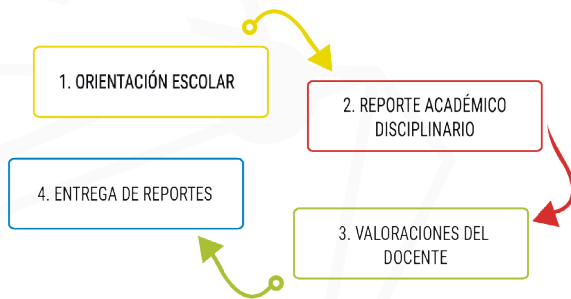 1. ORIENTACIÓN ESCOLAR
2. REPORTE ACADÉMICO
DISCIPLINARIO
3. VALORACIONES DEL
DOCENTE
4. ENTREGA DE REPORTES